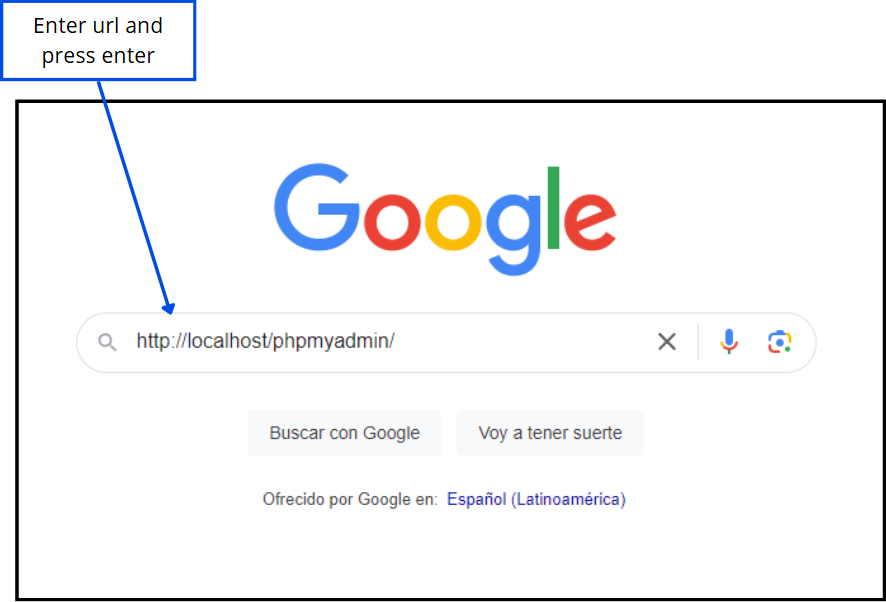 Enter url and
press enter
Google
http://localhost/phpmyadmin/
Buscar con Google
Voy a tener suerte
Ofrecido por Google en: Español (Latinoamérica)